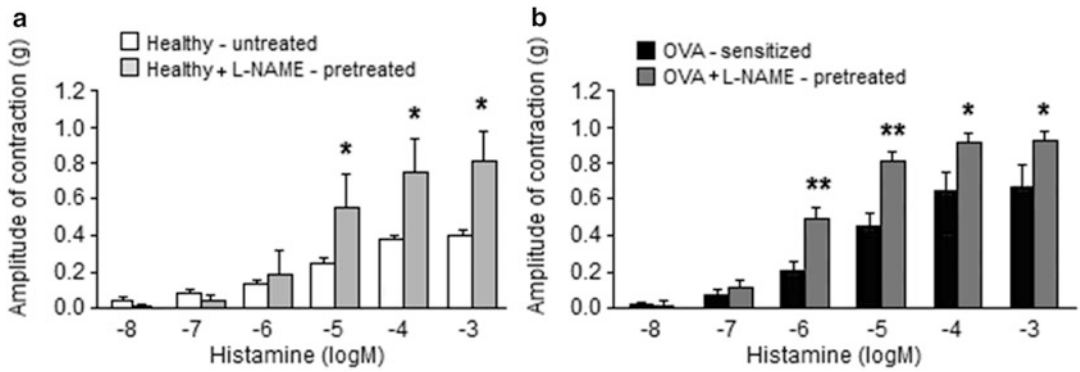 a
Healthy - untreated
Healthy + L-NAME - pretreated
Amplitude of contraction (g)
1.2
1.0
0.8
0.6
0.4
0.2
0.0
*
*
*
-8 -7 -6 -5 -4 -3
Histamine (logM)
b
OVA - sensitized
OVA + L-NAME - pretreated
Amplitude of contraction (g)
1.2
1.0
0.8
0.6
0.4
0.2
0.0
**
**
*
*
-8 -7 -6 -5 -4 -3
Histamine (logM)